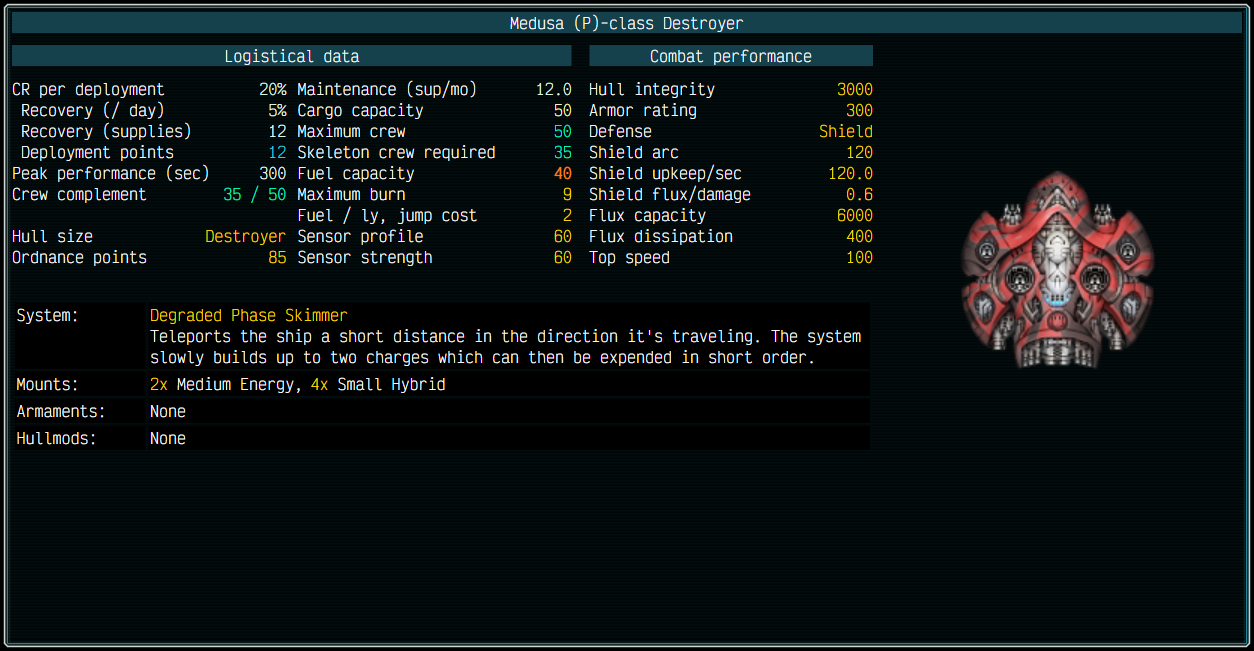 Medusa (P)-class Destroyer
Logistical data
CR per deployment 20%
Recovery (/ day) 5%
Recovery (supplies) 12
Deployment points 12
Peak performance (sec) 300
Crew complement 35 / 50
Hull size Destroyer
Ordnance points 85
Maintenance (sup/mo) 12.0
Cargo capacity 50
Maximum crew 50
Skeleton crew required 35
Fuel capacity 40
Maximum burn 9
Fuel / ly, jump cost 2
Sensor profile 60
Sensor strength 60
Combat performance
Hull integrity 3000
Armor rating 300
Defense Shield
Shield arc 120
Shield upkeep/sec 120.0
Shield flux/damage 0.6
Flux capacity 6000
Flux dissipation 400
Top speed 100
System: Degraded Phase Skimmer
Teleports the ship a short distance in the direction it's traveling. The system
slowly builds up to two charges which can then be expended in short order.
Mounts: 2x Medium Energy, 4x Small Hybrid
Armaments: None
Hullmods: None